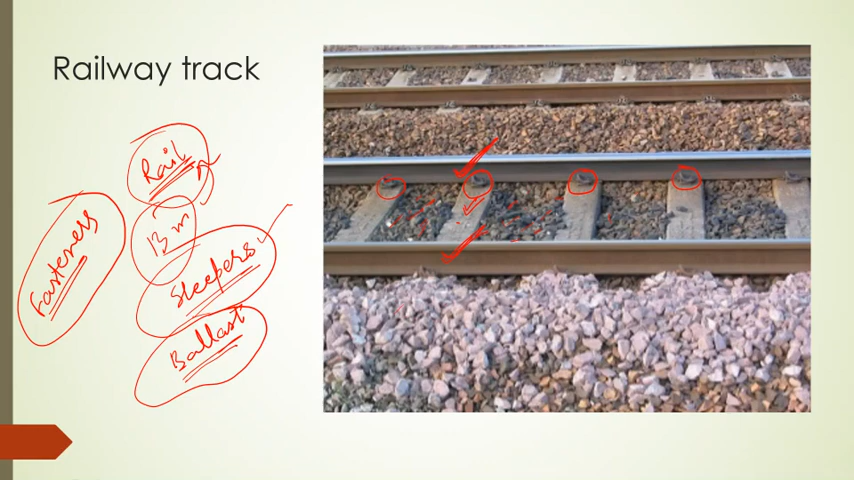 Railway track
Rail
13 m
Fasteners
Sleepers
Ballast